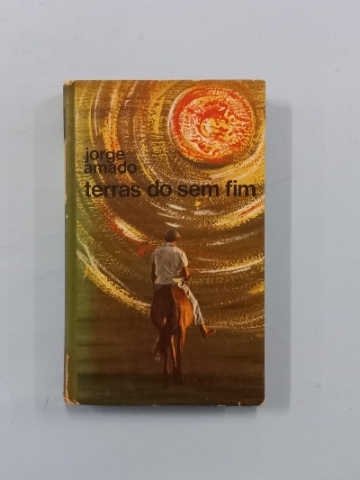 jorge
amado
terras do sem fim